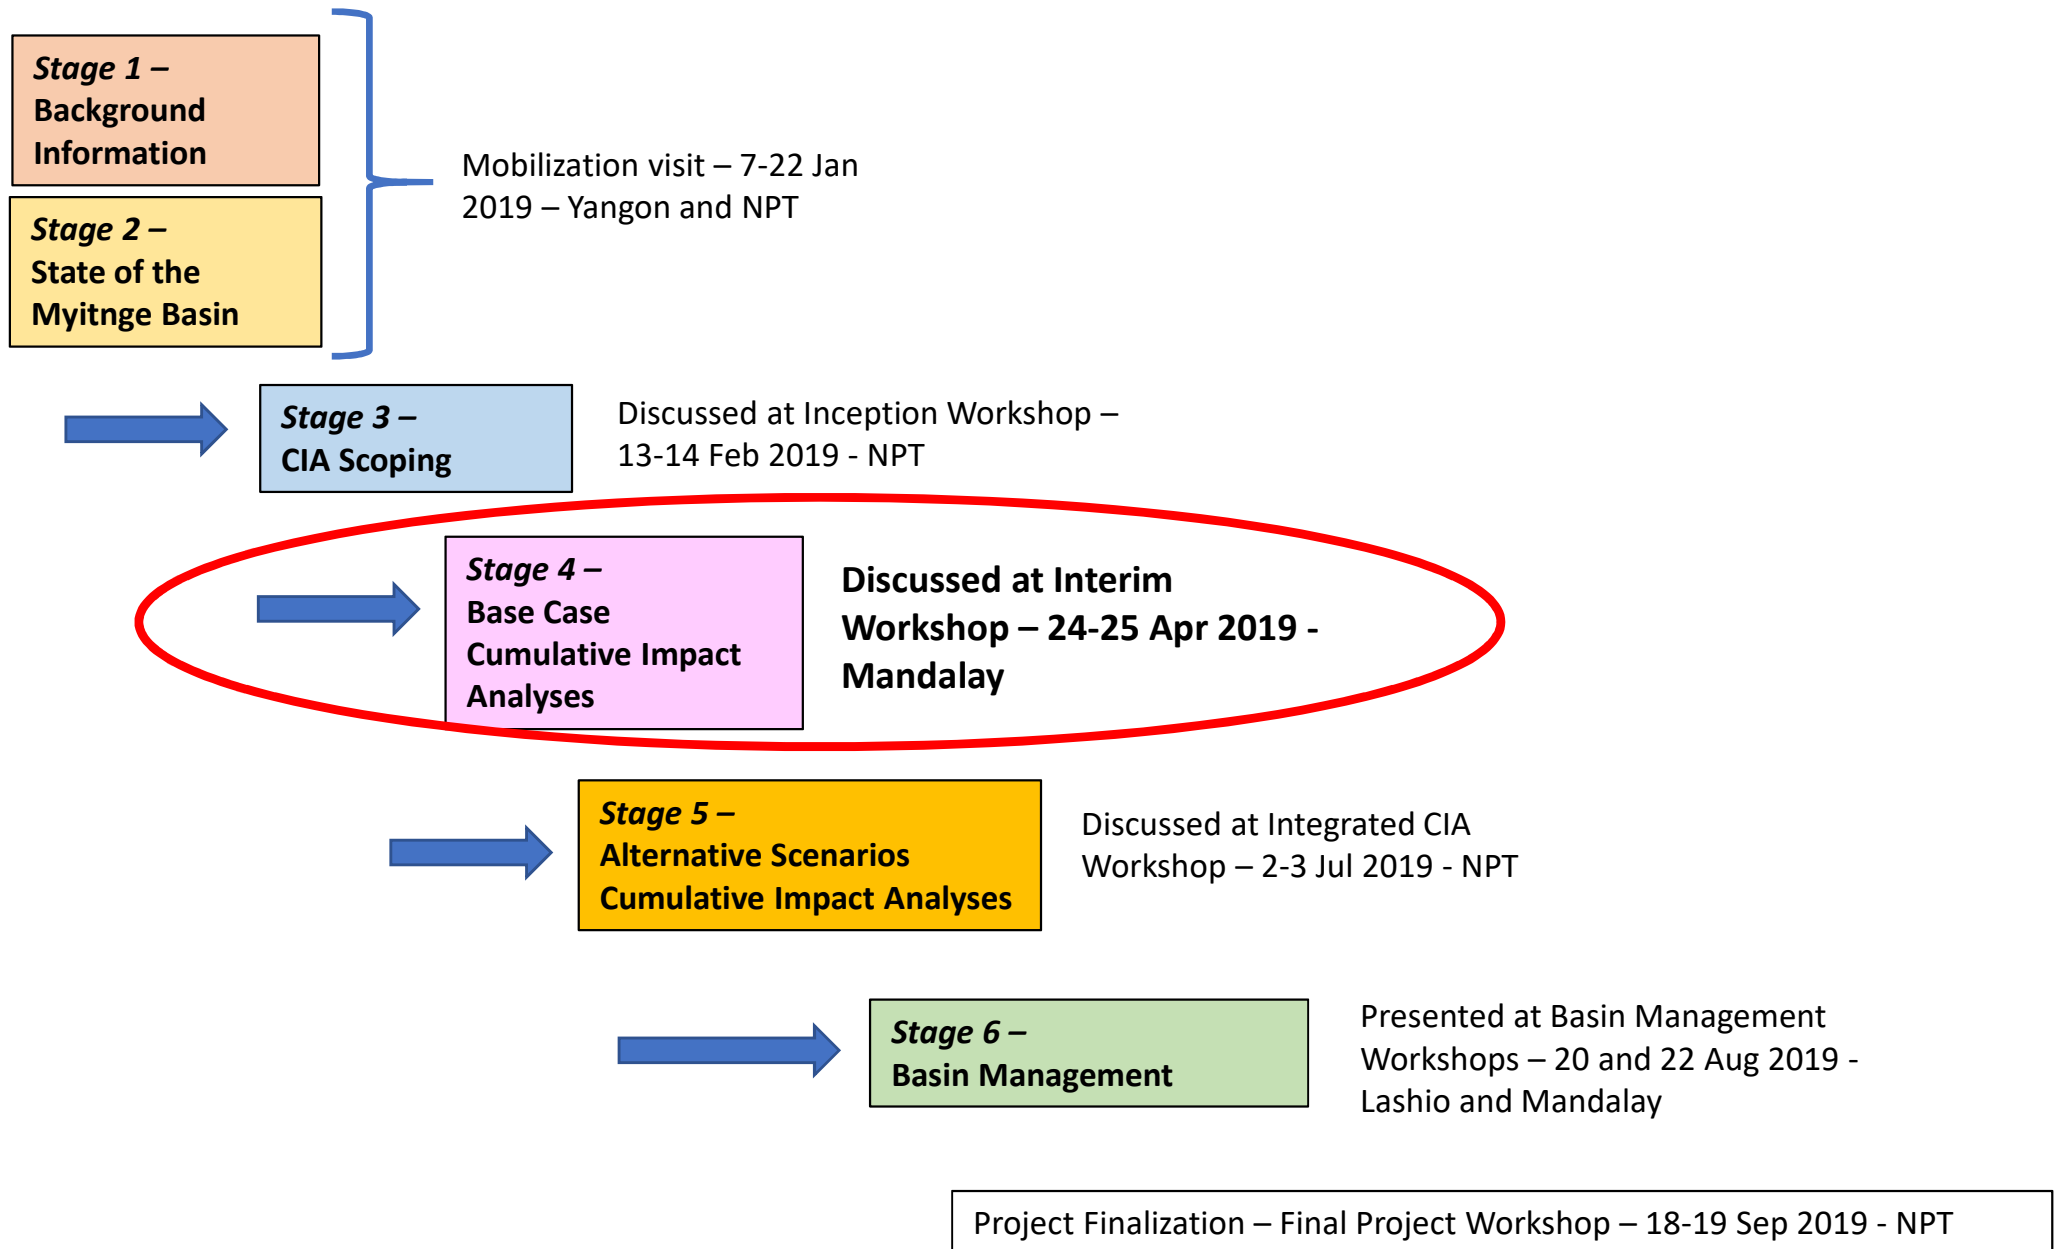 Stage 1 –
Background
Information
Stage 2 –
State of the
Myitnge Basin
Mobilization visit – 7-22 Jan
2019 – Yangon and NPT
Stage 3 –
CIA Scoping
Discussed at Inception Workshop –
13-14 Feb 2019 - NPT
Stage 4 –
Base Case
Cumulative Impact
Analyses
Discussed at Interim
Workshop – 24-25 Apr 2019 -
Mandalay
Stage 5 –
Alternative Scenarios
Cumulative Impact Analyses
Discussed at Integrated CIA
Workshop – 2-3 Jul 2019 - NPT
Stage 6 –
Basin Management
Presented at Basin Management
Workshops – 20 and 22 Aug 2019 -
Lashio and Mandalay
Project Finalization – Final Project Workshop – 18-19 Sep 2019 - NPT